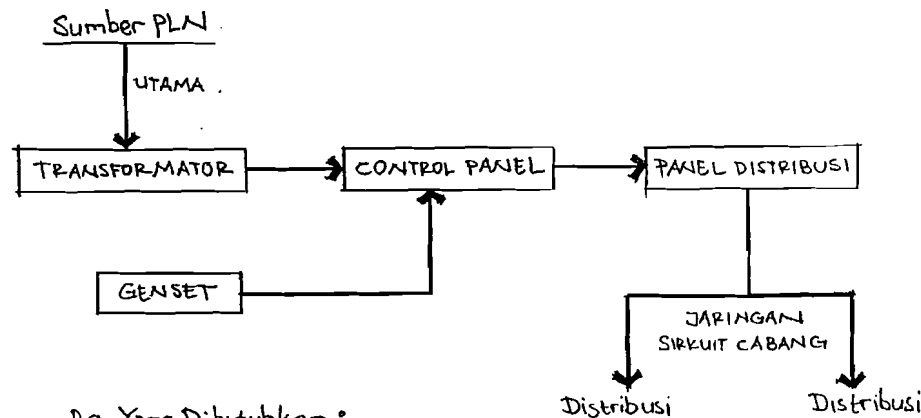 Sumber PLN
UTAMA
TRANSFORMATOR
CONTROL PANEL
PANEL DISTRIBUSI
GENSET
JARINGAN
SIRKUIT CABANG
Distribusi
Distribusi